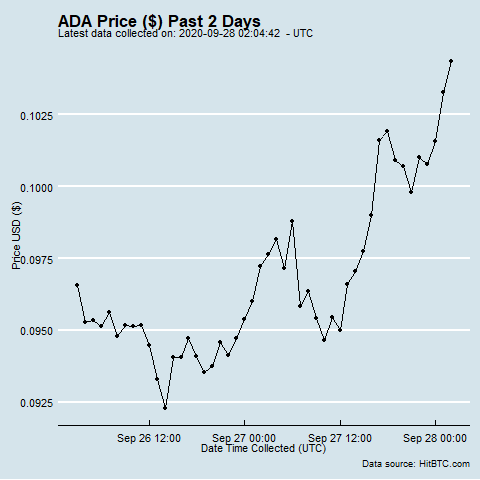 ADA Price ($) Past 2 Days
Latest data collected on: 2020-09-28 02:04:42 - UTC
Price USD ($)
0.1025
0.1000
0.0975
0.0950
0.0925
Sep 26 12:00 Sep 27 00:00 Sep 27 12:00 Sep 28 00:00
Date Time Collected (UTC)
Data source: HitBTC.com